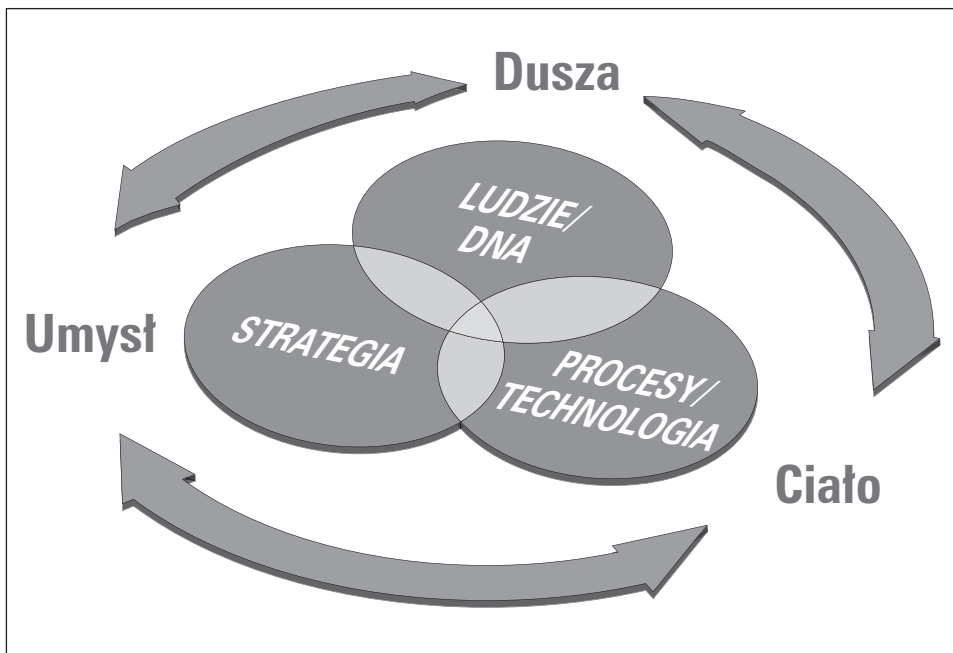 Dusza
LUDZIE/
DNA
Umysł
STRATEGIA
PROCESY/
TECHNOLOGIA
Ciało